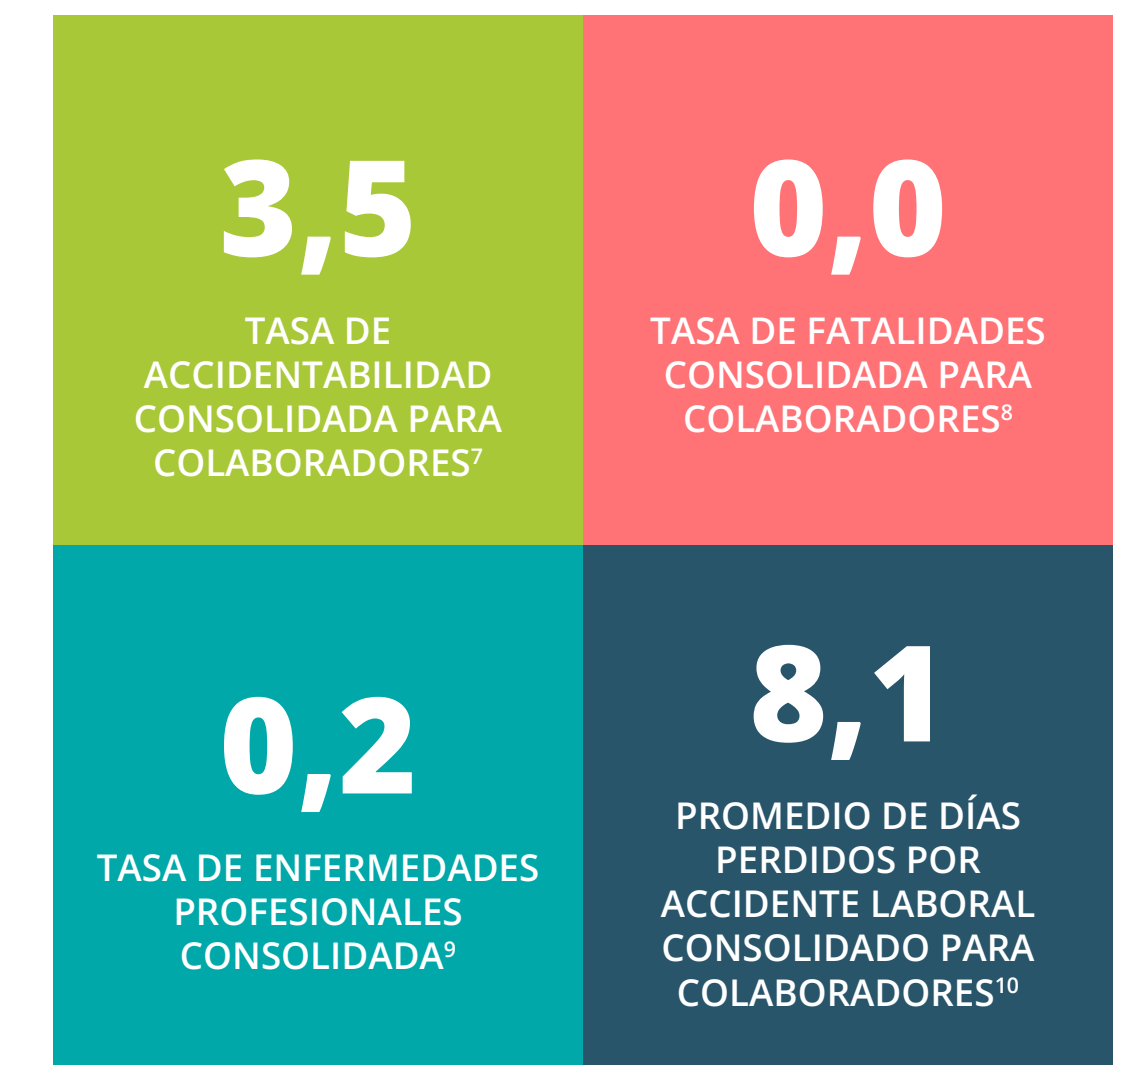 3,5
TASA DE
ACCIDENTABILIDAD
CONSOLIDADA PARA
COLABORADORES⁷
0,0
TASA DE FATALIDADES
CONSOLIDADA PARA
COLABORADORES⁸
0,2
TASA DE ENFERMEDADES
PROFESIONALES
CONSOLIDADA⁹
8,1
PROMEDIO DE DÍAS
PERDIDOS POR
ACCIDENTE LABORAL
CONSOLIDADO PARA
COLABORADORES¹⁰